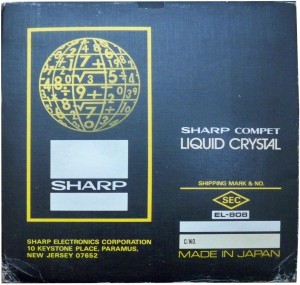 SHARP
SHARP ELECTRONICS CORPORATION
10 KEYSTONE PLACE, PARAMUS,
NEW JERSEY 07652
SHARP COMPET
LIQUID CRYSTAL
SHIPPING MARK & NO.
SEC
EL-808
C/NO.
MADE IN JAPAN